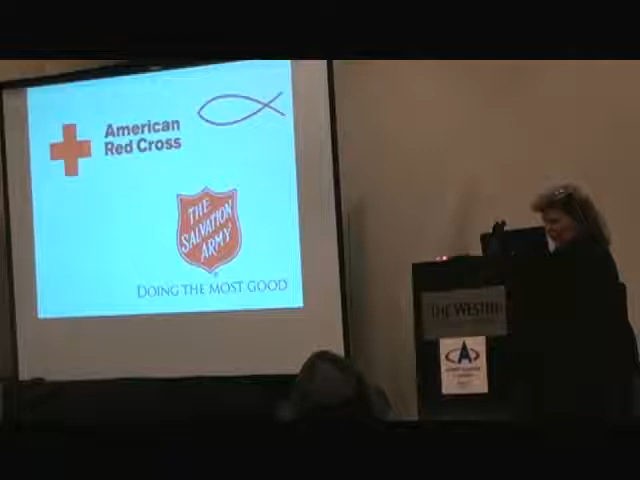 American
Red Cross
THE
SALVATION
ARMY
DOING THE MOST GOOD
THE WESTIN